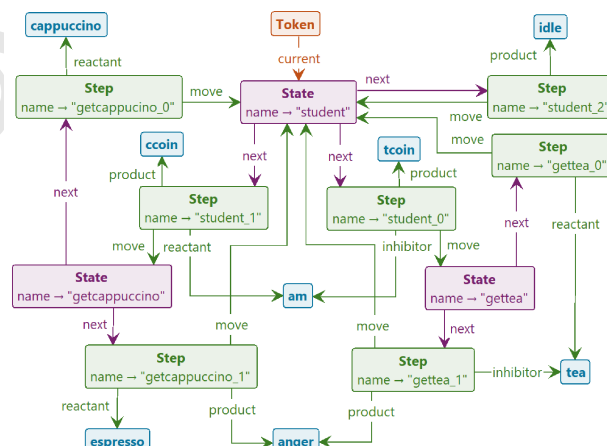 cappuccino
Token
idle
reactant
current
product
Step
name → "getcappucino_0"
move
State
name → "student"
next
Step
name → "student_2"
move
move
ccoin
tcoin
Step
name → "gettea_0"
next
product
next
next
product
Step
name → "student_1"
Step
name → "student_0"
next
reactant
move
reactant
inhibitor
move
State
name → "getcappuccino"
am
State
name → "gettea"
next
move
move
next
Step
name → "getcappuccino_1"
Step
name → "gettea_1"
inhibitor
tea
reactant
product
product
espresso
anger